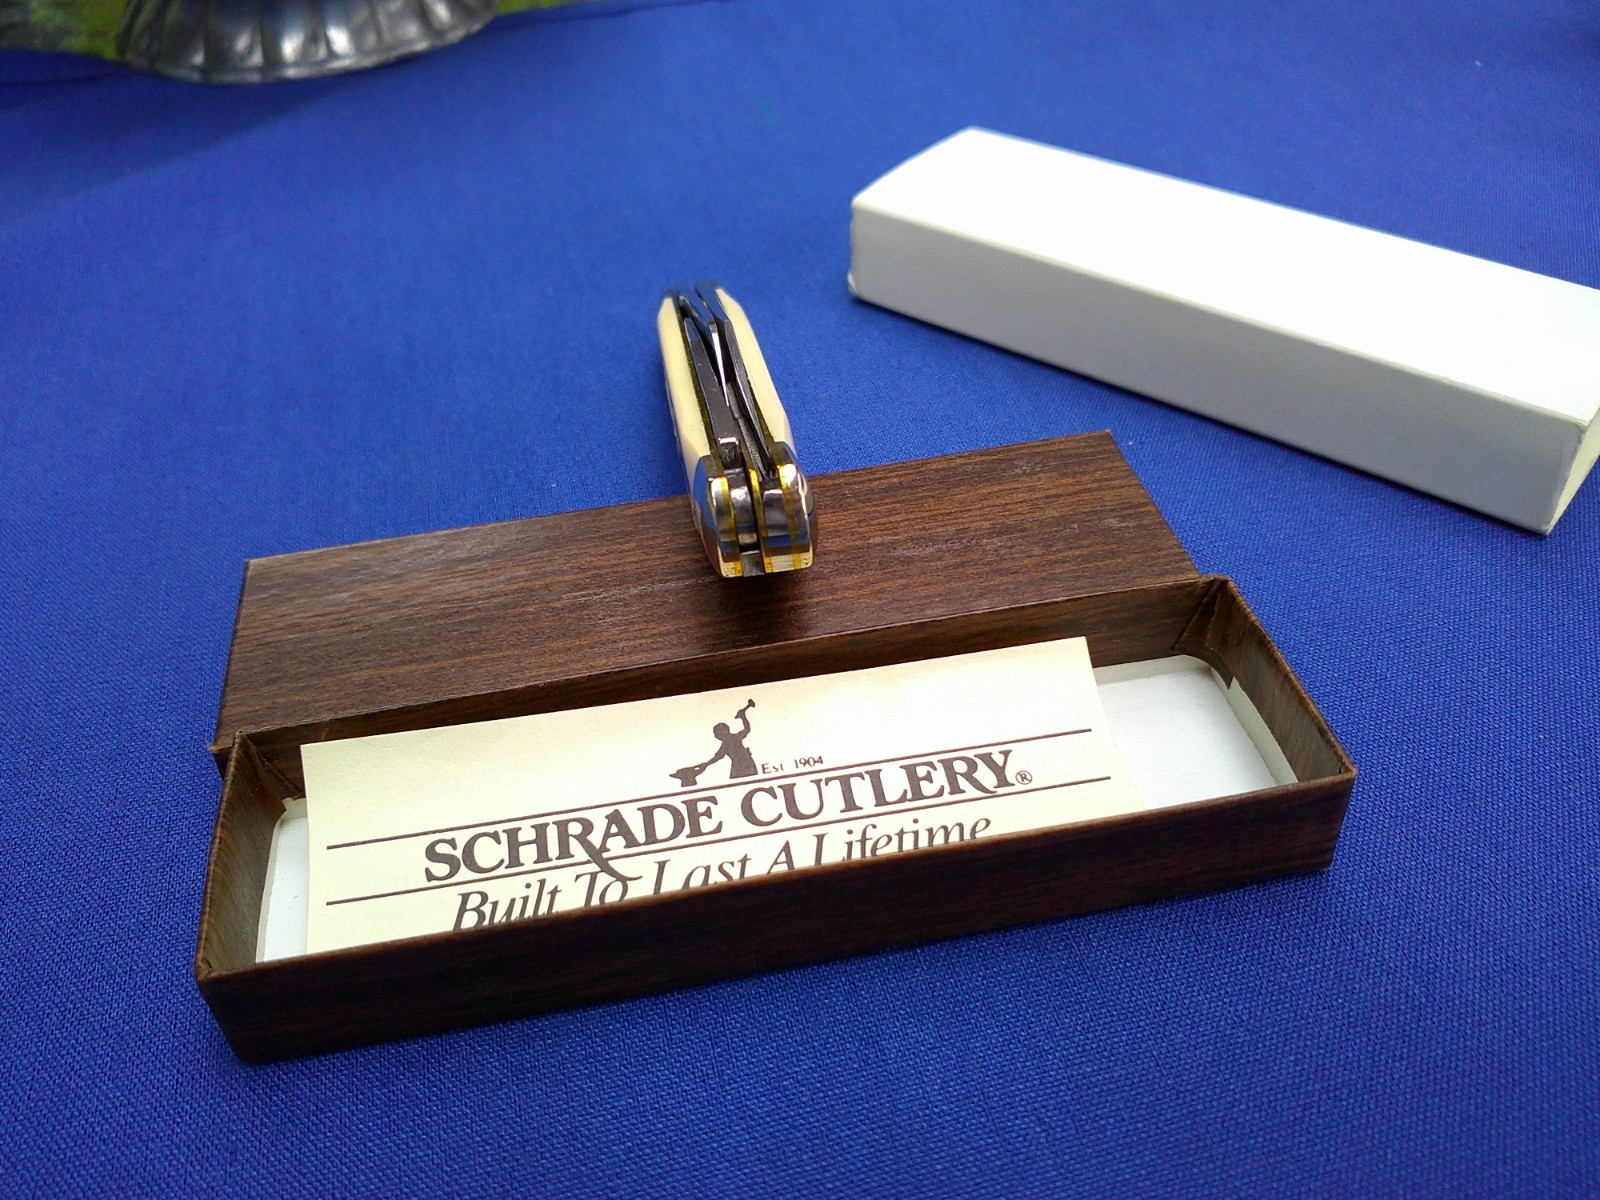 Est 1904
SCHRADE CUTLERY®
Built To Last A Lifetime